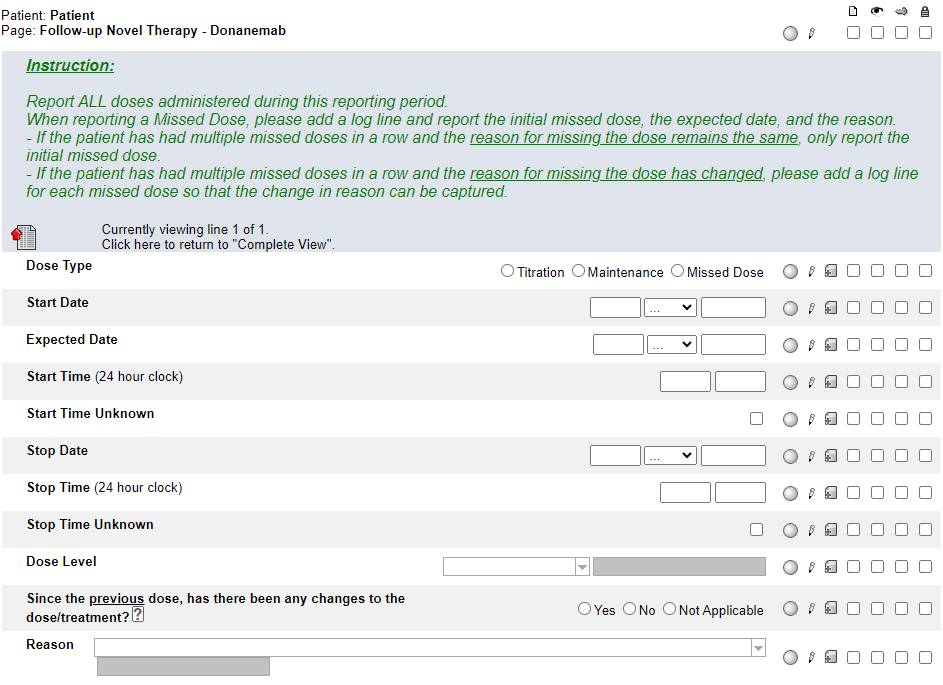 Patient: Patient
Page: Follow-up Novel Therapy - Donanemab
Instruction:
Report ALL doses administered during this reporting period.
When reporting a Missed Dose, please add a log line and report the initial missed dose, the expected date, and the reason.
- If the patient has had multiple missed doses in a row and the reason for missing the dose remains the same, only report the
initial missed dose.
- If the patient has had multiple missed doses in a row and the reason for missing the dose has changed, please add a log line
for each missed dose so that the change in reason can be captured.
Currently viewing line 1 of 1.
Click here to return to "Complete View".
Dose Type Titration Maintenance Missed Dose
Start Date ...
Expected Date ...
Start Time (24 hour clock)
Start Time Unknown
Stop Date ...
Stop Time (24 hour clock)
Stop Time Unknown
Dose Level
Since the previous dose, has there been any changes to the
dose/treatment? ? Yes No Not Applicable
Reason